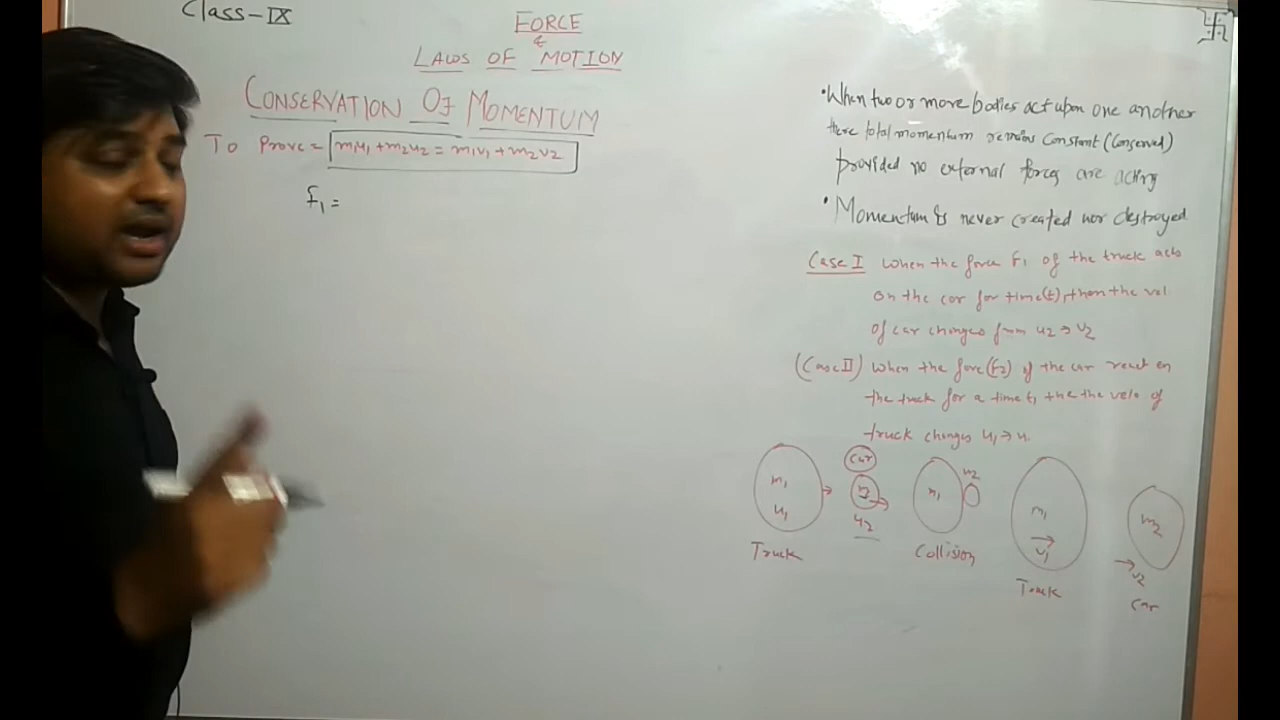 Class-IX
FORCE
&
LAWS OF MOTION
CONSERVATION OF MOMENTUM
To Prove = m1u1 + m2u2 = m1v1 + m2v2
F1 =
• When two or more bodies act upon one another
there total momentum remains constant (conserved)
provided no external forces are acting
• Momentum is never created nor destroyed
Case I When the force F1 of the truck acts
on the car for time(t), then the vel
of car changes from u2 → v2
(Case II) When the force (F2) of the car react on
the truck for a time t, the the velo of
truck changes u1 →
m1
u1
Truck
Car
u2
m1
m2
Collision
m1
v1
Truck
m2
v2
Car